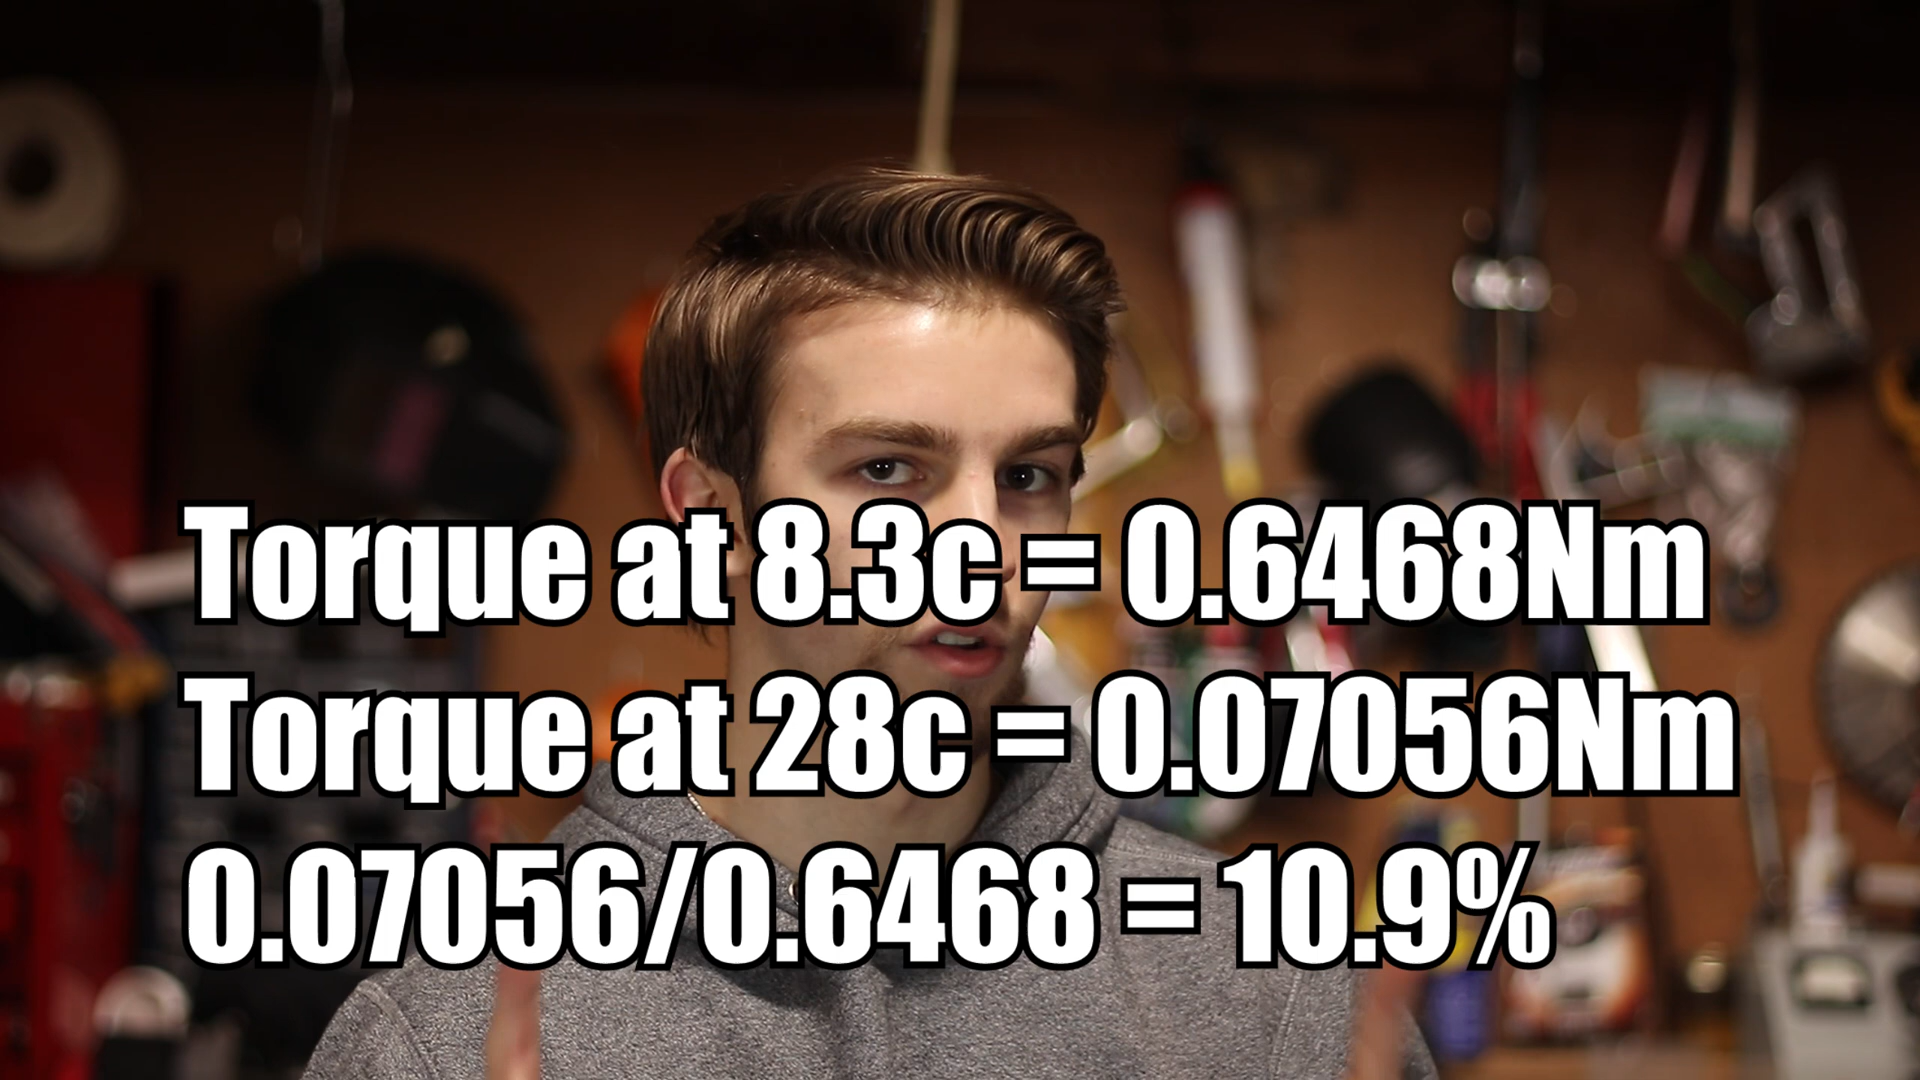 Torque at 8.3c = 0.6468Nm
Torque at 28c = 0.07056Nm
0.07056/0.6468 = 10.9%